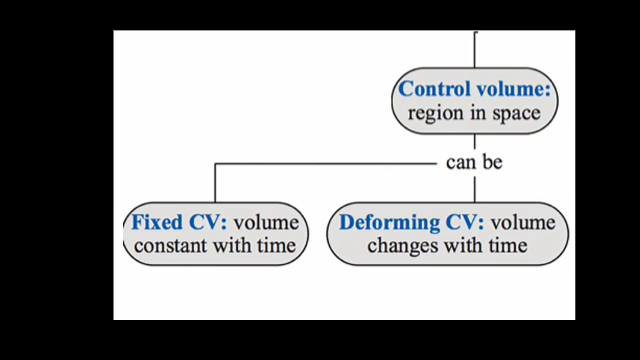 Control volume:
region in space
can be
Fixed CV: volume
constant with time
Deforming CV: volume
changes with time